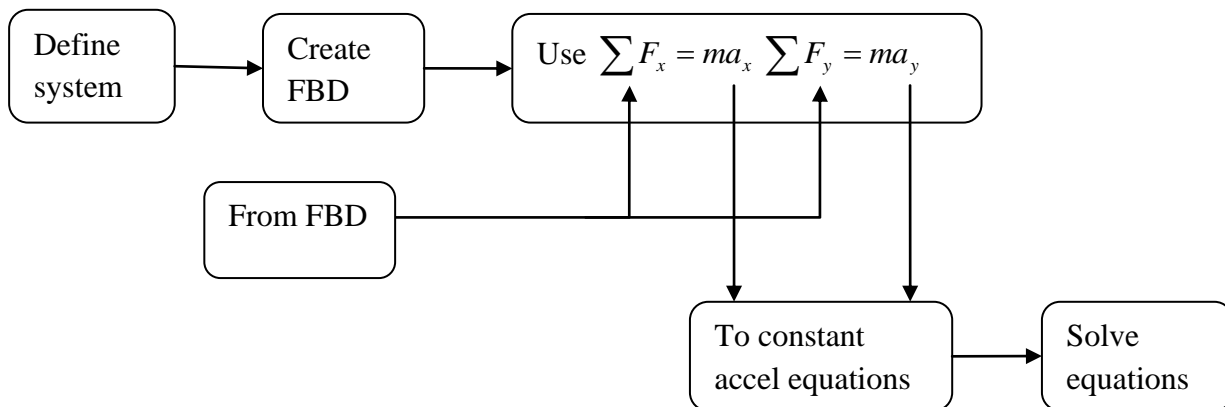 Define
system
Create
FBD
Use ∑F_x = ma_x ∑F_y = ma_y
From FBD
To constant
accel equations
Solve
equations